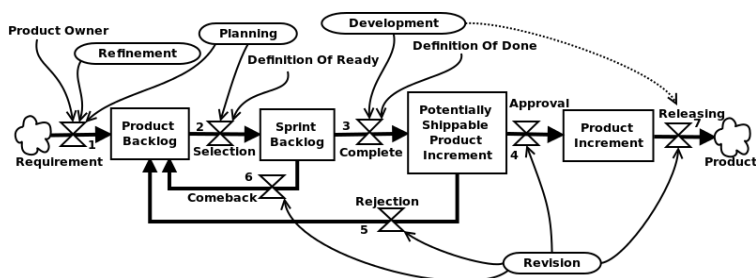 Product Owner
Refinement
Planning
Definition Of Ready
Development
Definition Of Done
Requirement
1
Product
Backlog
2
Selection
Sprint
Backlog
3
Complete
Potentially
Shippable
Product
Increment
Approval
4
Product
Increment
Releasing
7
Product
6
Comeback
Rejection
5
Revision